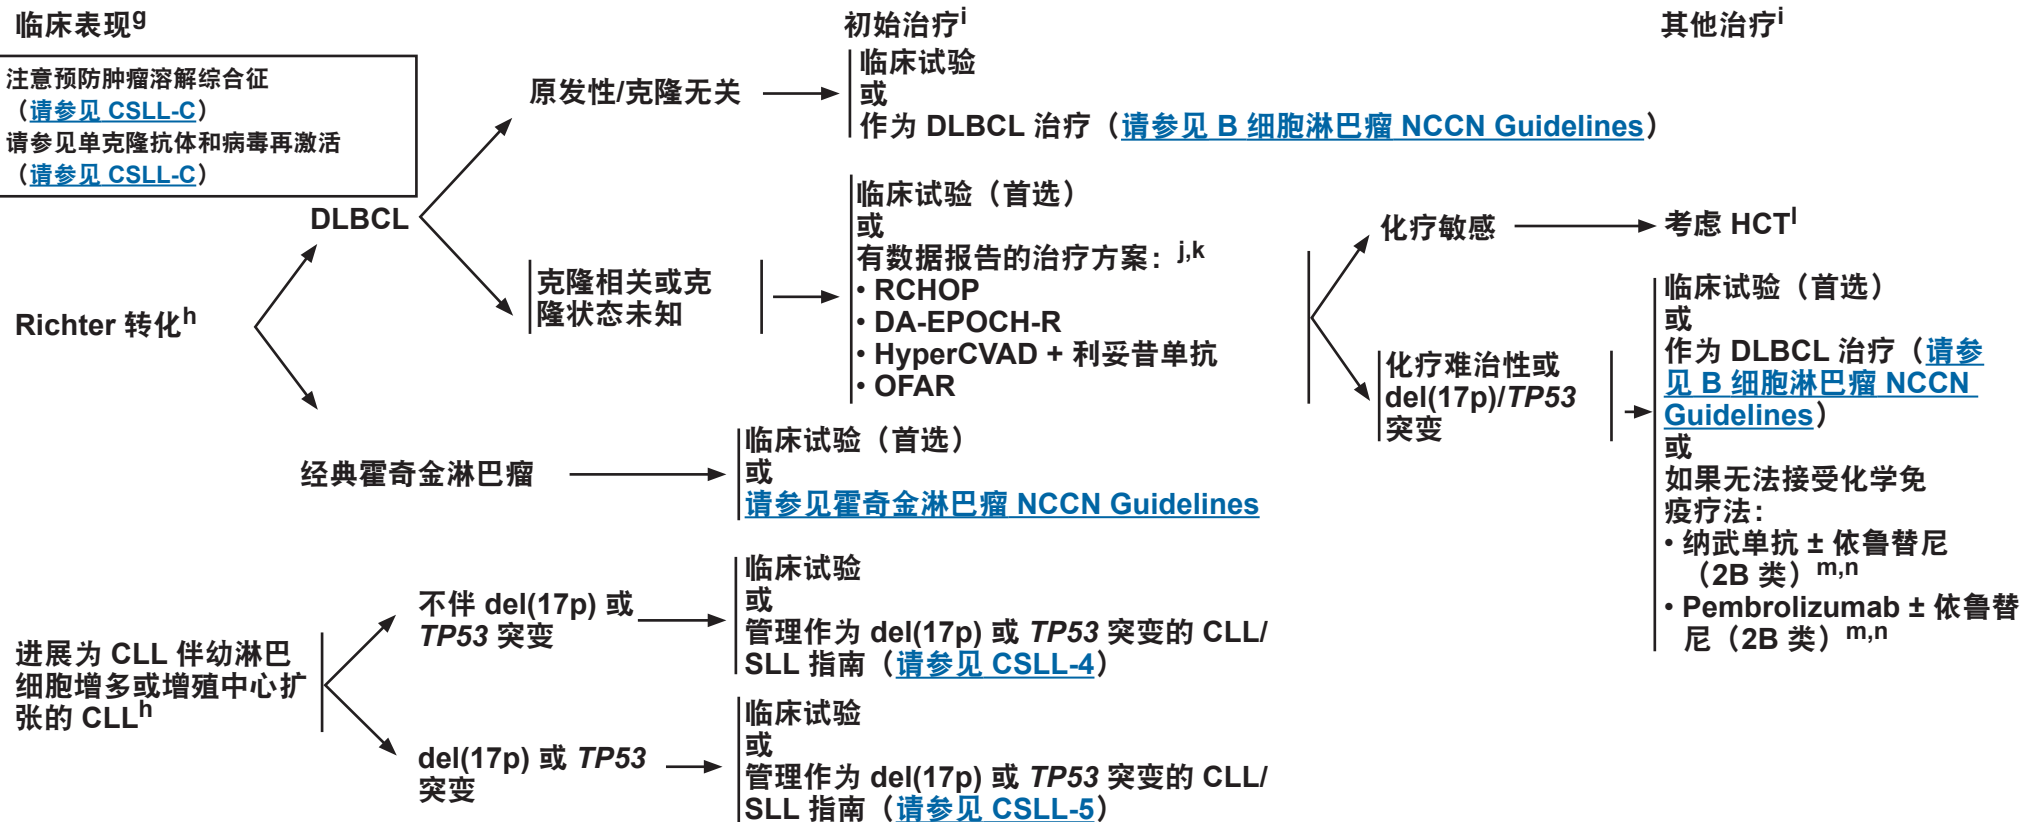 临床表现g
初始治疗i
其他治疗i
注意预防肿瘤溶解综合征
（请参见 CSLL-C）
请参见单克隆抗体和病毒再激活
（请参见 CSLL-C）
Richter 转化h
DLBCL
原发性/克隆无关
临床试验
或
作为 DLBCL 治疗（请参见 B 细胞淋巴瘤 NCCN Guidelines）
克隆相关或克
隆状态未知
临床试验（首选）
或
有数据报告的治疗方案：j,k
• RCHOP
• DA-EPOCH-R
• HyperCVAD + 利妥昔单抗
• OFAR
化疗敏感
考虑 HCTl
化疗难治性或
del(17p)/TP53
突变
临床试验（首选）
或
作为 DLBCL 治疗（请参
见 B 细胞淋巴瘤 NCCN
Guidelines）
或
如果无法接受化学免
疫疗法：
• 纳武单抗 ± 依鲁替尼
（2B 类）m,n
• Pembrolizumab ± 依鲁替
尼（2B 类）m,n
经典霍奇金淋巴瘤
临床试验（首选）
或
请参见霍奇金淋巴瘤 NCCN Guidelines
进展为 CLL 伴幼淋巴
细胞增多或增殖中心扩
张的 CLLh
不伴 del(17p) 或
TP53 突变
临床试验
或
管理作为 del(17p) 或 TP53 突变的 CLL/
SLL 指南（请参见 CSLL-4）
del(17p) 或 TP53
突变
临床试验
或
管理作为 del(17p) 或 TP53 突变的 CLL/
SLL 指南（请参见 CSLL-5）